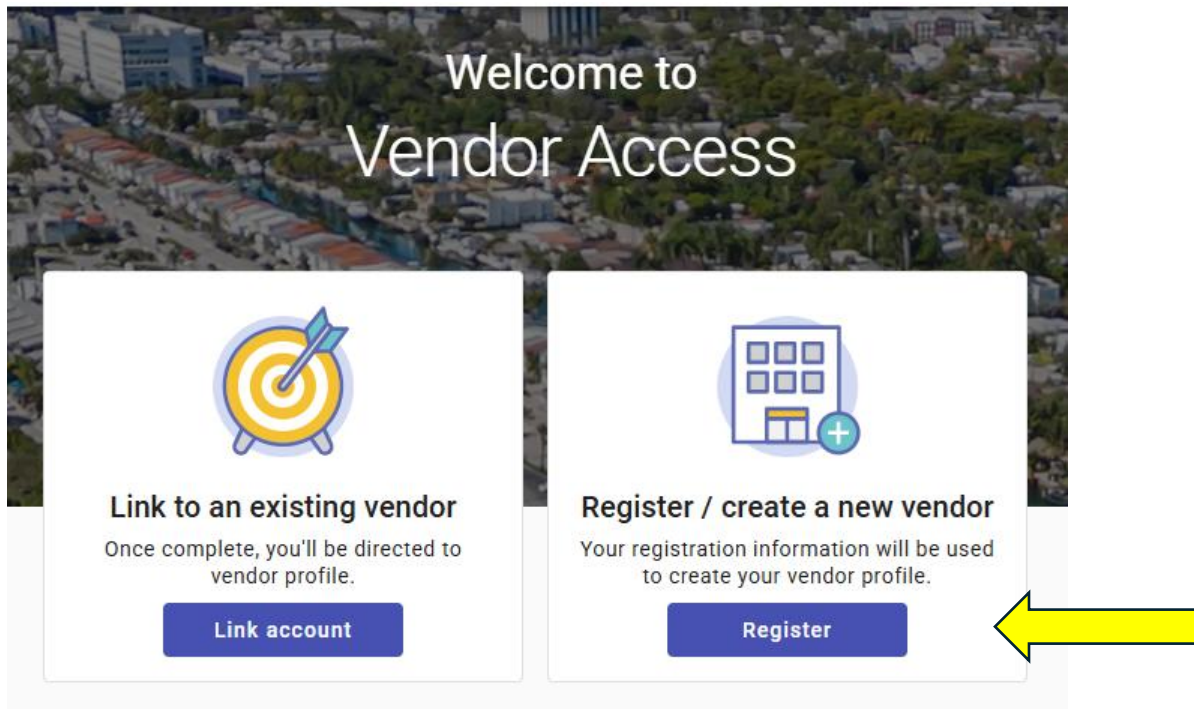 Welcome to
Vendor Access
Link to an existing vendor
Once complete, you'll be directed to
vendor profile.
Link account
Register / create a new vendor
Your registration information will be used
to create your vendor profile.
Register